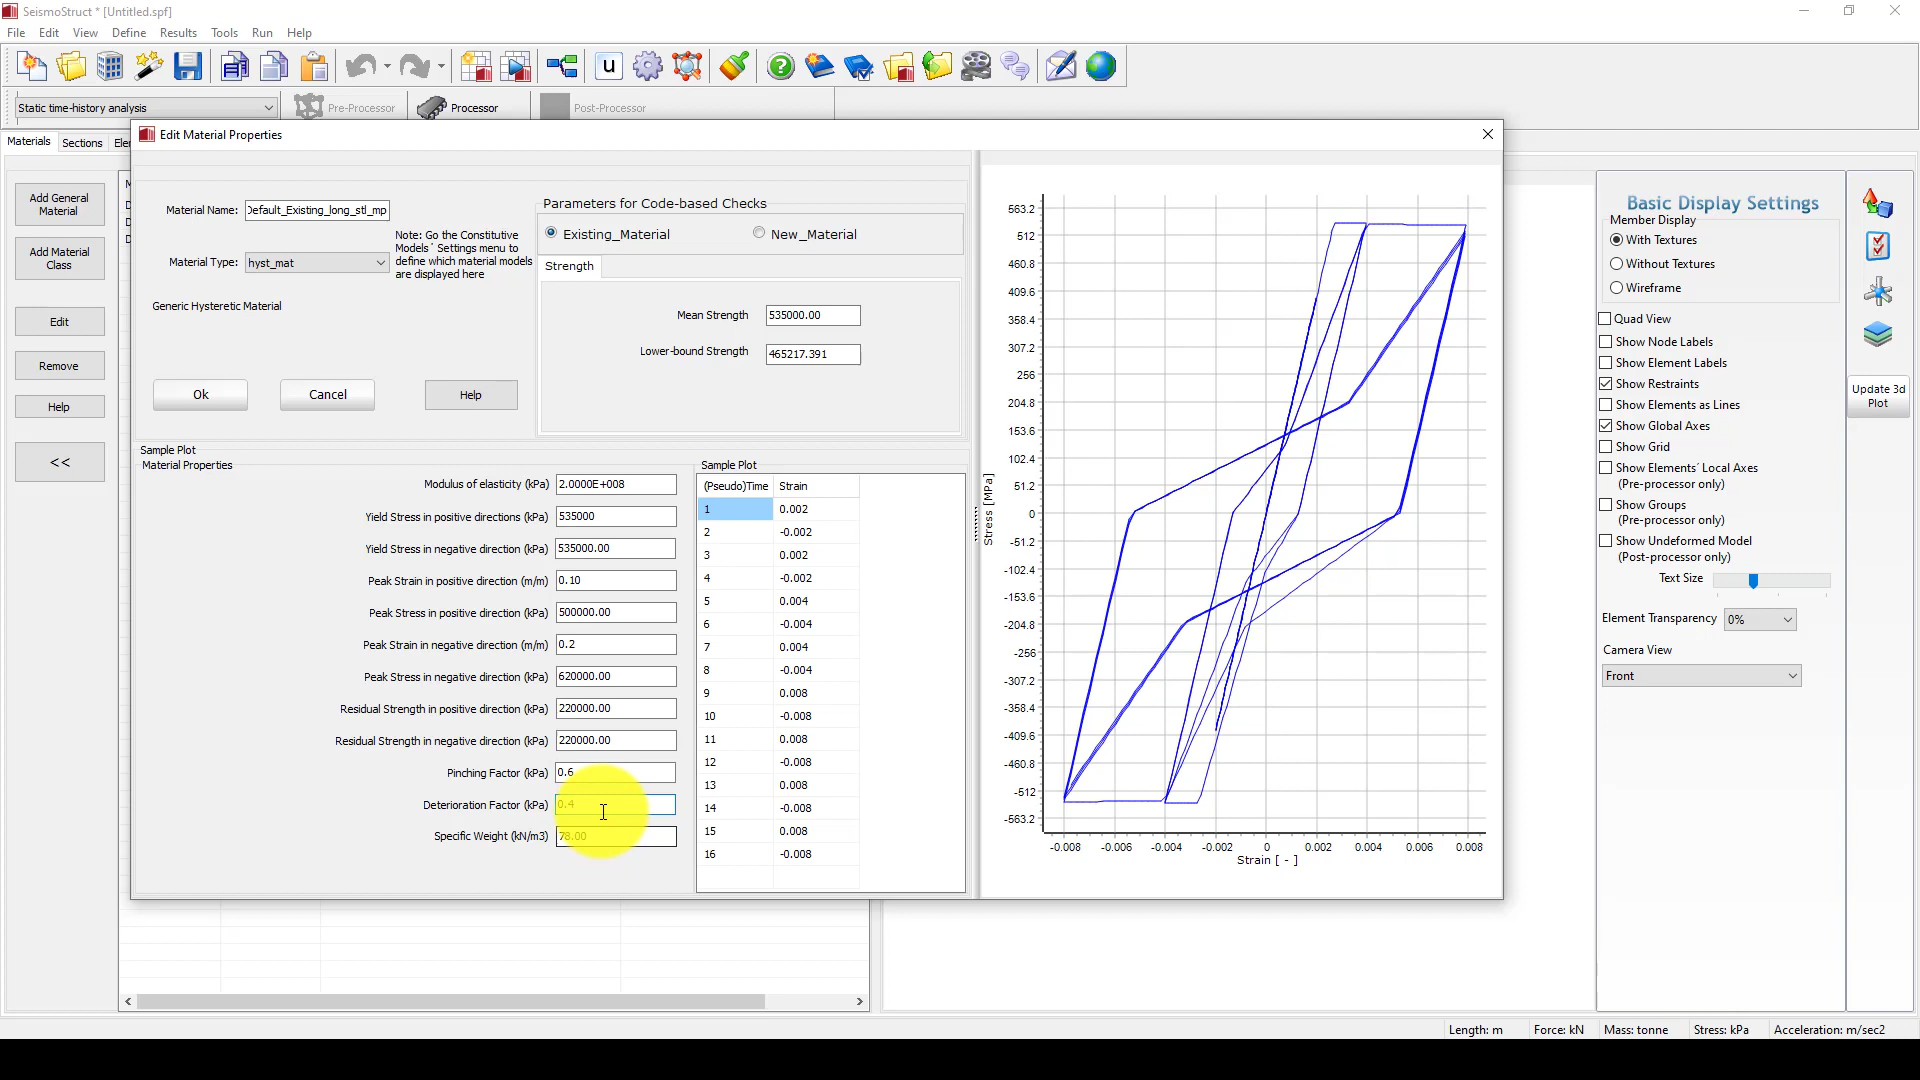 SeismoStruct * [Untitled.spf]
File Edit View Define Results Tools Run Help
u
Static time-history analysis
Pre-Processor
Processor
Post-Processor
Materials
Sections
Ele
Edit Material Properties
Add General
Material
Add Material
Class
Edit
Remove
Help
<<
Material Name:
Default_Existing_long_stl_mp
Material Type:
hyst_mat
Note: Go the Constitutive
Models´ Settings menu to
define which material models
are displayed here
Generic Hysteretic Material
Ok
Cancel
Help
Parameters for Code-based Checks
Existing_Material
New_Material
Strength
Mean Strength 535000.00
Lower-bound Strength 465217.391
Sample Plot
Material Properties
Modulus of elasticity (kPa) 2.0000E+008
Yield Stress in positive directions (kPa) 535000
Yield Stress in negative direction (kPa) 535000.00
Peak Strain in positive direction (m/m) 0.10
Peak Stress in positive direction (kPa) 500000.00
Peak Strain in negative direction (m/m) 0.2
Peak Stress in negative direction (kPa) 620000.00
Residual Strength in positive direction (kPa) 220000.00
Residual Strength in negative direction (kPa) 220000.00
Pinching Factor (kPa) 0.6
Deterioration Factor (kPa) 0.4
Specific Weight (kN/m3) 78.00
Sample Plot
(Pseudo)Time Strain
1 0.002
2 -0.002
3 0.002
4 -0.002
5 0.004
6 -0.004
7 0.004
8 -0.004
9 0.008
10 -0.008
11 0.008
12 -0.008
13 0.008
14 -0.008
15 0.008
16 -0.008
Stress [MPa]
563.2
512
460.8
409.6
358.4
307.2
256
204.8
153.6
102.4
51.2
0
-51.2
-102.4
-153.6
-204.8
-256
-307.2
-358.4
-409.6
-460.8
-512
-563.2
-0.008 -0.006 -0.004 -0.002 0 0.002 0.004 0.006 0.008
Strain [ - ]
Basic Display Settings
Member Display
With Textures
Without Textures
Wireframe
Quad View
Show Node Labels
Show Element Labels
Show Restraints
Show Elements as Lines
Show Global Axes
Show Grid
Show Elements´ Local Axes
(Pre-processor only)
Show Groups
(Pre-processor only)
Show Undeformed Model
(Post-processor only)
Text Size
Element Transparency 0%
Camera View
Front
Update 3d
Plot
Length: m Force: kN Mass: tonne Stress: kPa Acceleration: m/sec2